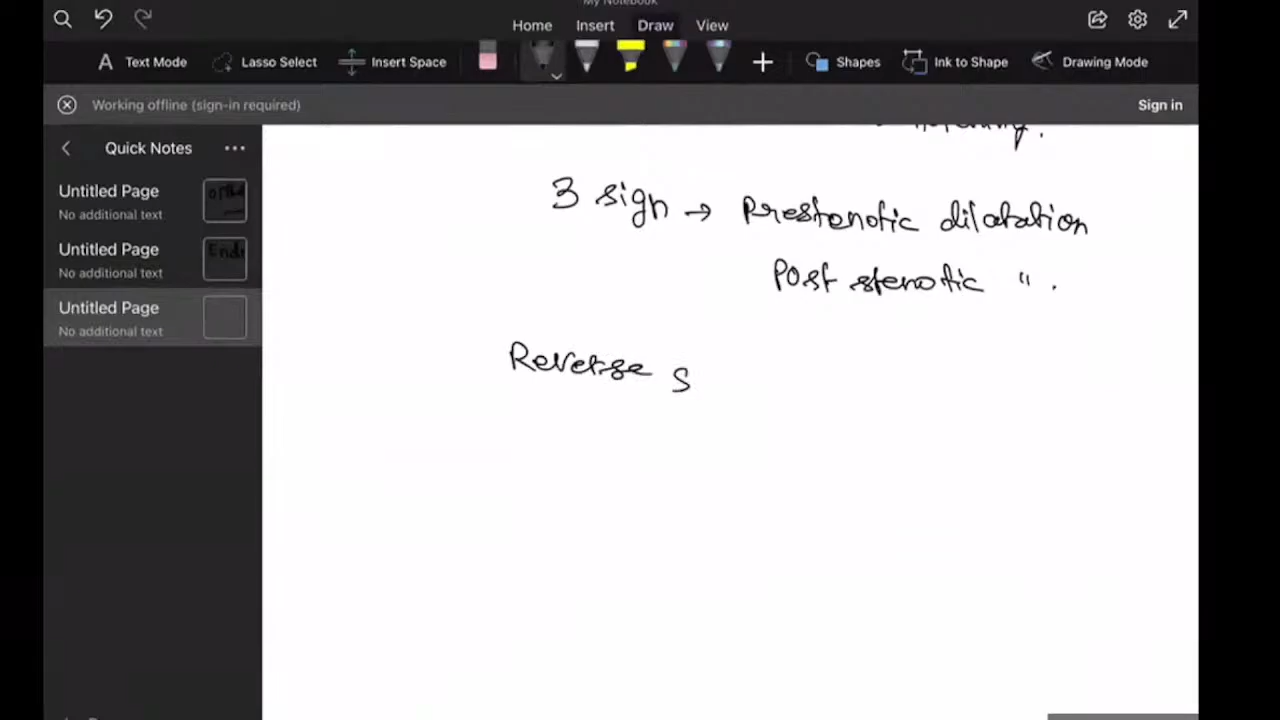 My Notebook
Home Insert Draw View
Text Mode Lasso Select Insert Space Shapes Ink to Shape Drawing Mode
Working offline (sign-in required) Sign in
Quick Notes
Untitled Page
No additional text
Untitled Page
No additional text
Untitled Page
No additional text
3 sign → Prestenotic dilatation
Post stenotic " .
Reverse S